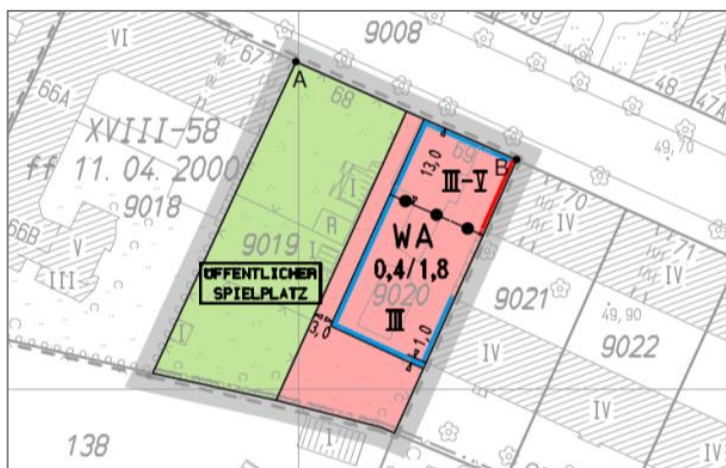 VI
9008
49
67
66A
A
68
48
47A
XVIII-58
ff 11. 04. 2000
9018
13,0
69
III-V
B
49,70
70
IV
I
R
9019
I
WA
0,4/1,8
9020
III
71
IV
66B
V
III
ÖFFENTLICHER
SPIELPLATZ
3,0
1,0
9021
49,90
9022
IV
IV
IV
138
I